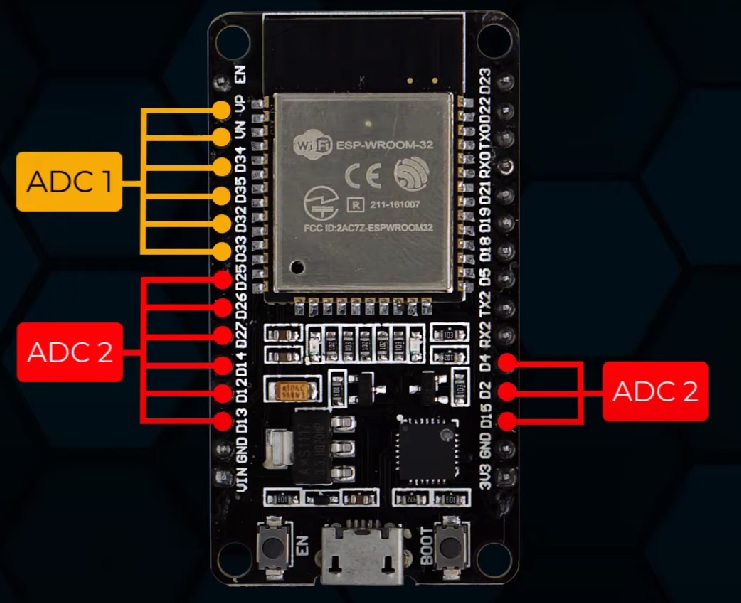 EN
VP
VN
D34
D35
D32
D33
D25
D26
D27
D14
D12
D13
GND
VIN
ADC 1
ADC 2
WiFi ESP-WROOM-32
CE
R 211-161007
FCC ID:2AC7Z-ESPWROOM32
D23
D22
TX0
RX0
D21
D19
D18
D5
TX2
RX2
D4
D2
D15
GND
3V3
ADC 2
EN
BOOT